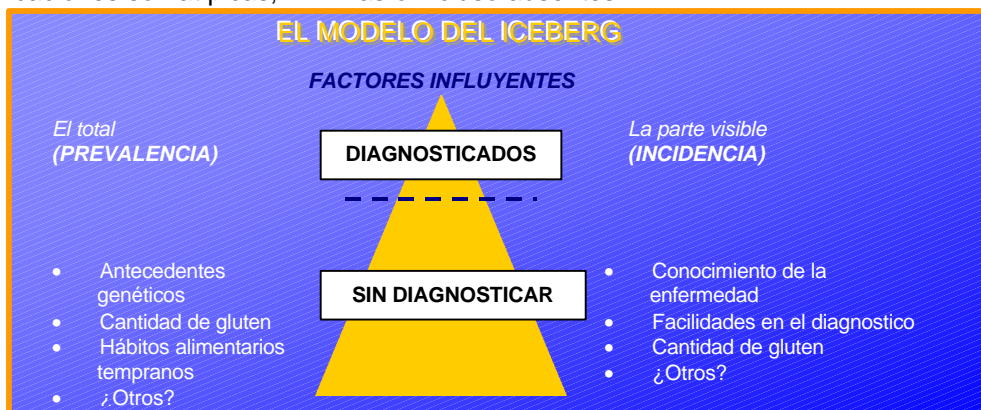 EL MODELO DEL ICEBERG
FACTORES INFLUYENTES
El total
(PREVALENCIA)
DIAGNOSTICADOS
La parte visible
(INCIDENCIA)
SIN DIAGNOSTICAR
• Antecedentes
genéticos
• Cantidad de gluten
• Hábitos alimentarios
tempranos
• ¿Otros?
• Conocimiento de la
enfermedad
• Facilidades en el diagnostico
• Cantidad de gluten
• ¿Otros?